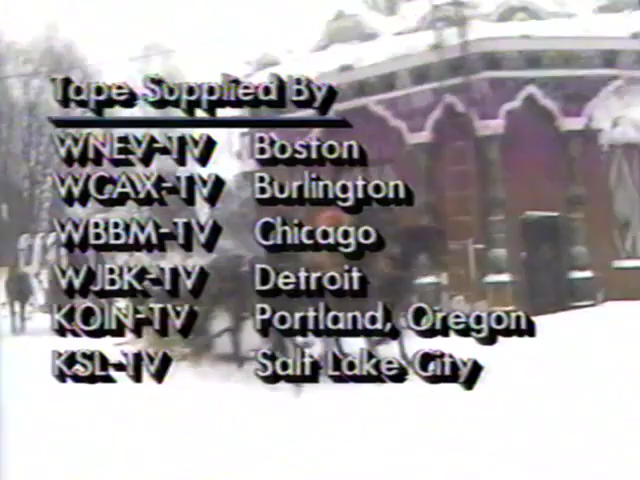 Tape Supplied By
WNEV-TV Boston
WCAX-TV Burlington
WBBM-TV Chicago
WJBK-TV Detroit
KOIN-TV Portland, Oregon
KSL-TV Salt Lake City